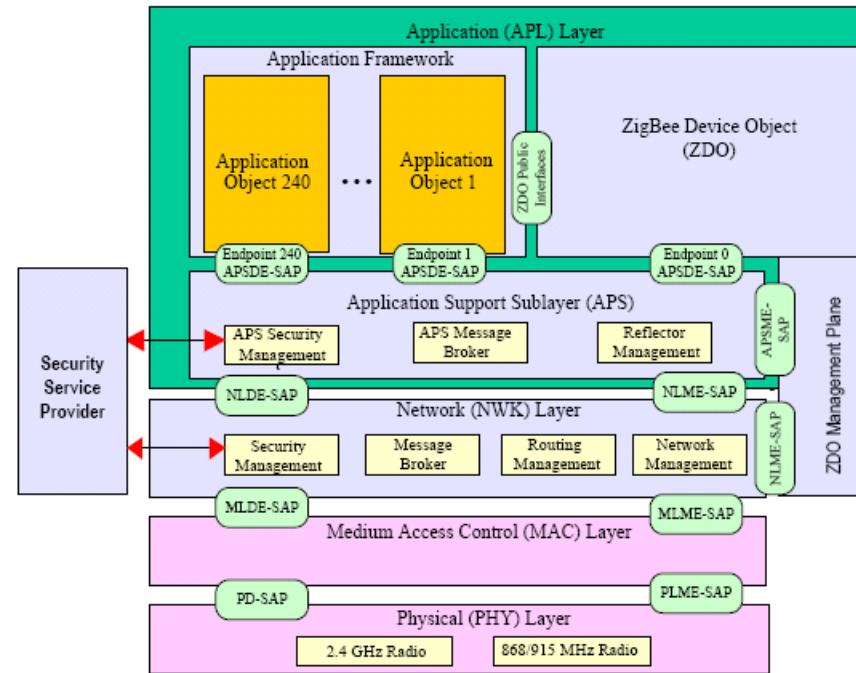 Application (APL) Layer
Application Framework
Application
Object 240
...
Application
Object 1
ZDO Public
Interfaces
ZigBee Device Object
(ZDO)
Endpoint 240
APSDE-SAP
Endpoint 1
APSDE-SAP
Endpoint 0
APSDE-SAP
Application Support Sublayer (APS)
APS Security
Management
APS Message
Broker
Reflector
Management
APSME-
SAP
Security
Service
Provider
ZDO Management Plane
NLDE-SAP
NLME-SAP
Network (NWK) Layer
Security
Management
Message
Broker
Routing
Management
Network
Management
NLME-SAP
MLDE-SAP
MLME-SAP
Medium Access Control (MAC) Layer
PD-SAP
PLME-SAP
Physical (PHY) Layer
2.4 GHz Radio
868/915 MHz Radio